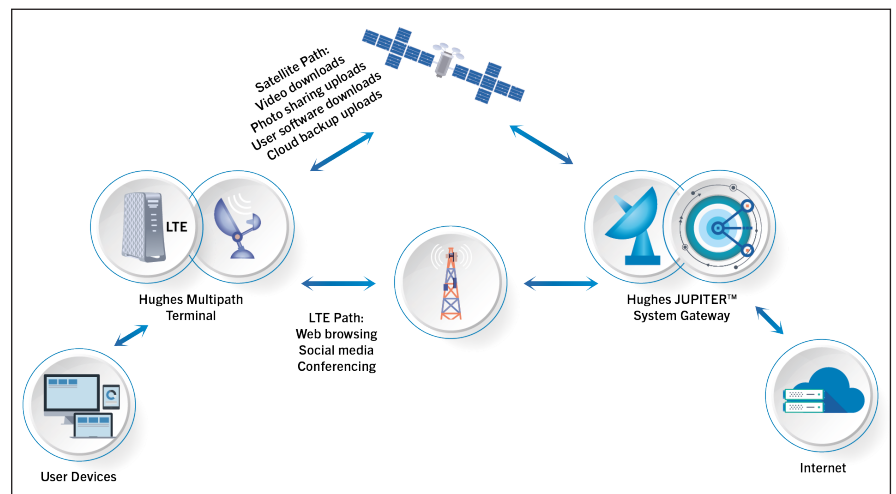 Satellite Path:
Video downloads
Photo sharing uploads
User software downloads
Cloud backup uploads
LTE
Hughes Multipath
Terminal
LTE Path:
Web browsing
Social media
Conferencing
Hughes JUPITER™
System Gateway
User Devices
Internet